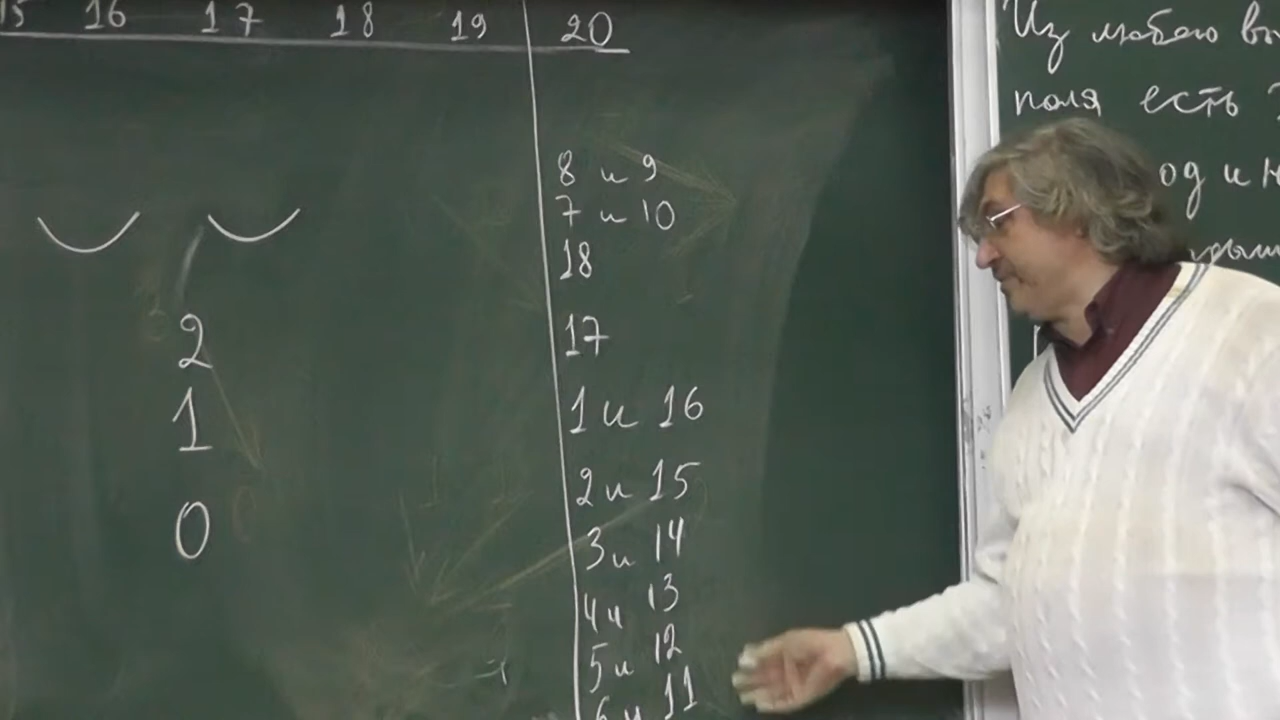 15 16 17 18 19 20
8 и 9
7 и 10
18
17
1 и 16
2 и 15
3 и 14
4 и 13
5 и 12
6 и 11
2
1
0
Из любого
поля есть